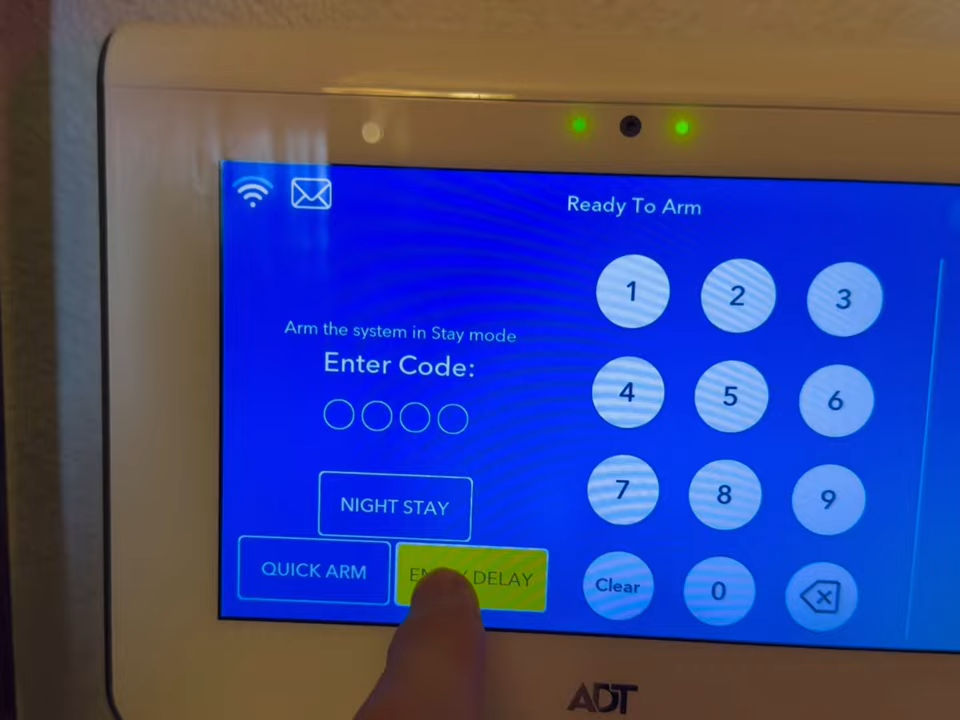 Ready To Arm
Arm the system in Stay mode
Enter Code:
NIGHT STAY
QUICK ARM
DELAY
1 2 3
4 5 6
7 8 9
Clear 0
ADT